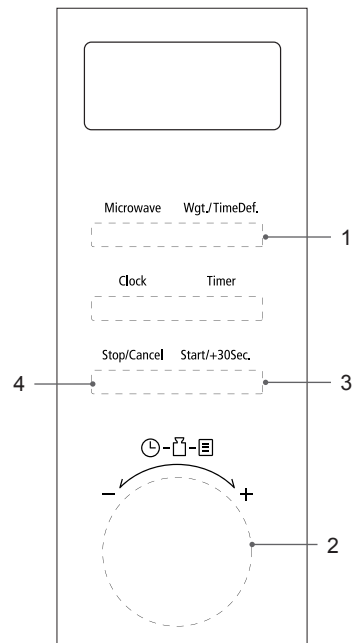 Microwave Wgt./TimeDef.
1
Clock Timer
Stop/Cancel Start/+30Sec.
4 3
- - 
− +
2